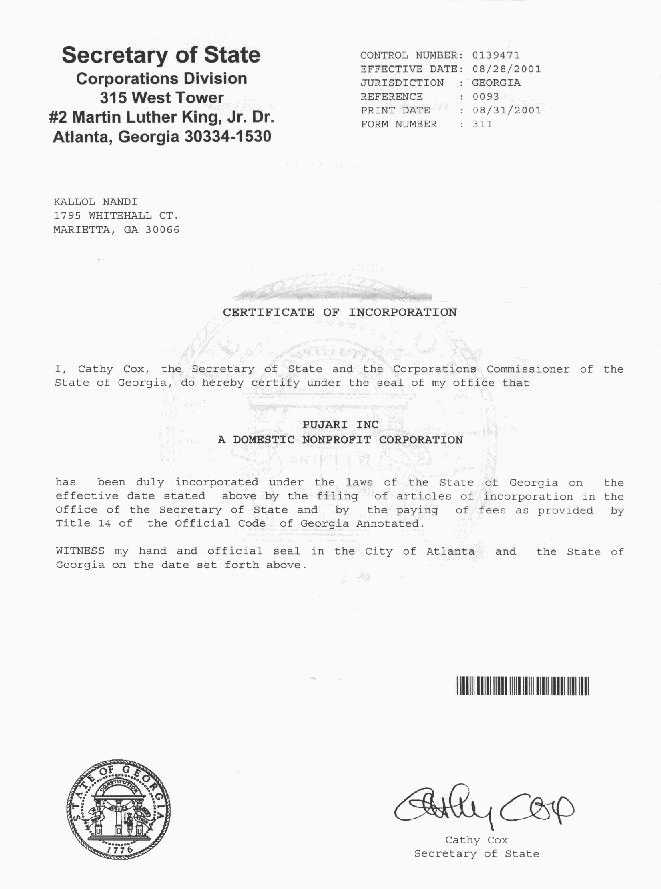 Secretary of State
Corporations Division
315 West Tower
#2 Martin Luther King, Jr. Dr.
Atlanta, Georgia 30334-1530
CONTROL NUMBER: 0139471
EFFECTIVE DATE: 08/28/2001
JURISDICTION : GEORGIA
REFERENCE : 0093
PRINT DATE : 08/31/2001
FORM NUMBER : 311
KALLOL NANDI
1795 WHITEHALL CT.
MARIETTA, GA 30066
CERTIFICATE OF INCORPORATION
I, Cathy Cox, the Secretary of State and the Corporations Commissioner of the
State of Georgia, do hereby certify under the seal of my office that
PUJARI INC
A DOMESTIC NONPROFIT CORPORATION
has been duly incorporated under the laws of the State of Georgia on the
effective date stated above by the filing of articles of incorporation in the
Office of the Secretary of State and by the paying of fees as provided by
Title 14 of the Official Code of Georgia Annotated.
WITNESS my hand and official seal in the City of Atlanta and the State of
Georgia on the date set forth above.
STATE OF GEORGIA
CONSTITUTION
1776
Cathy Cox
Cathy Cox
Secretary of State